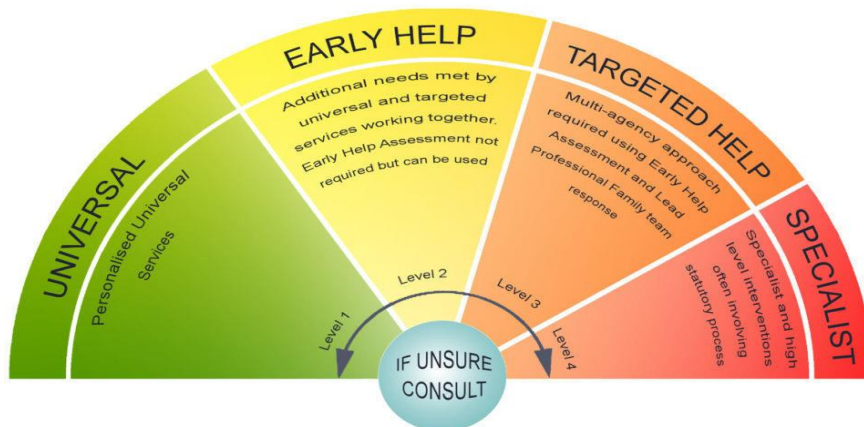 UNIVERSAL
Personalised Universal
Services
Level 1
EARLY HELP
Additional needs met by
universal and targeted
services working together.
Early Help Assessment not
required but can be used
Level 2
TARGETED HELP
Multi-agency approach
required using Early Help
Assessment and Lead
Professional Family team
response
Level 3
SPECIALIST
Specialist and high
level interventions
often involving
statutory process
Level 4
IF UNSURE
CONSULT